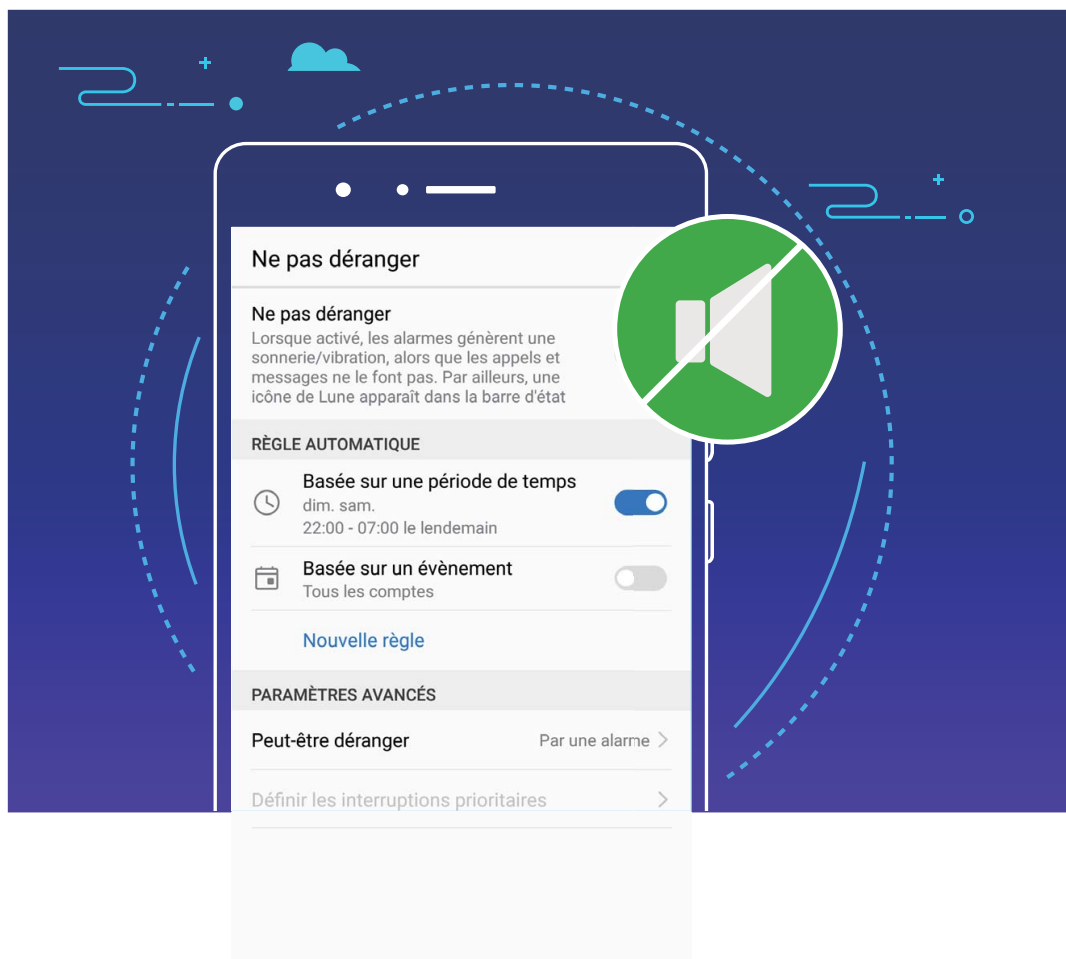 Ne pas déranger
Ne pas déranger
Lorsque activé, les alarmes génèrent une
sonnerie/vibration, alors que les appels et
messages ne le font pas. Par ailleurs, une
icône de Lune apparaît dans la barre d'état
RÈGLE AUTOMATIQUE
Basée sur une période de temps
dim. sam.
22:00 - 07:00 le lendemain
Basée sur un évènement
Tous les comptes
Nouvelle règle
PARAMÈTRES AVANCÉS
Peut-être déranger Par une alarme
Définir les interruptions prioritaires